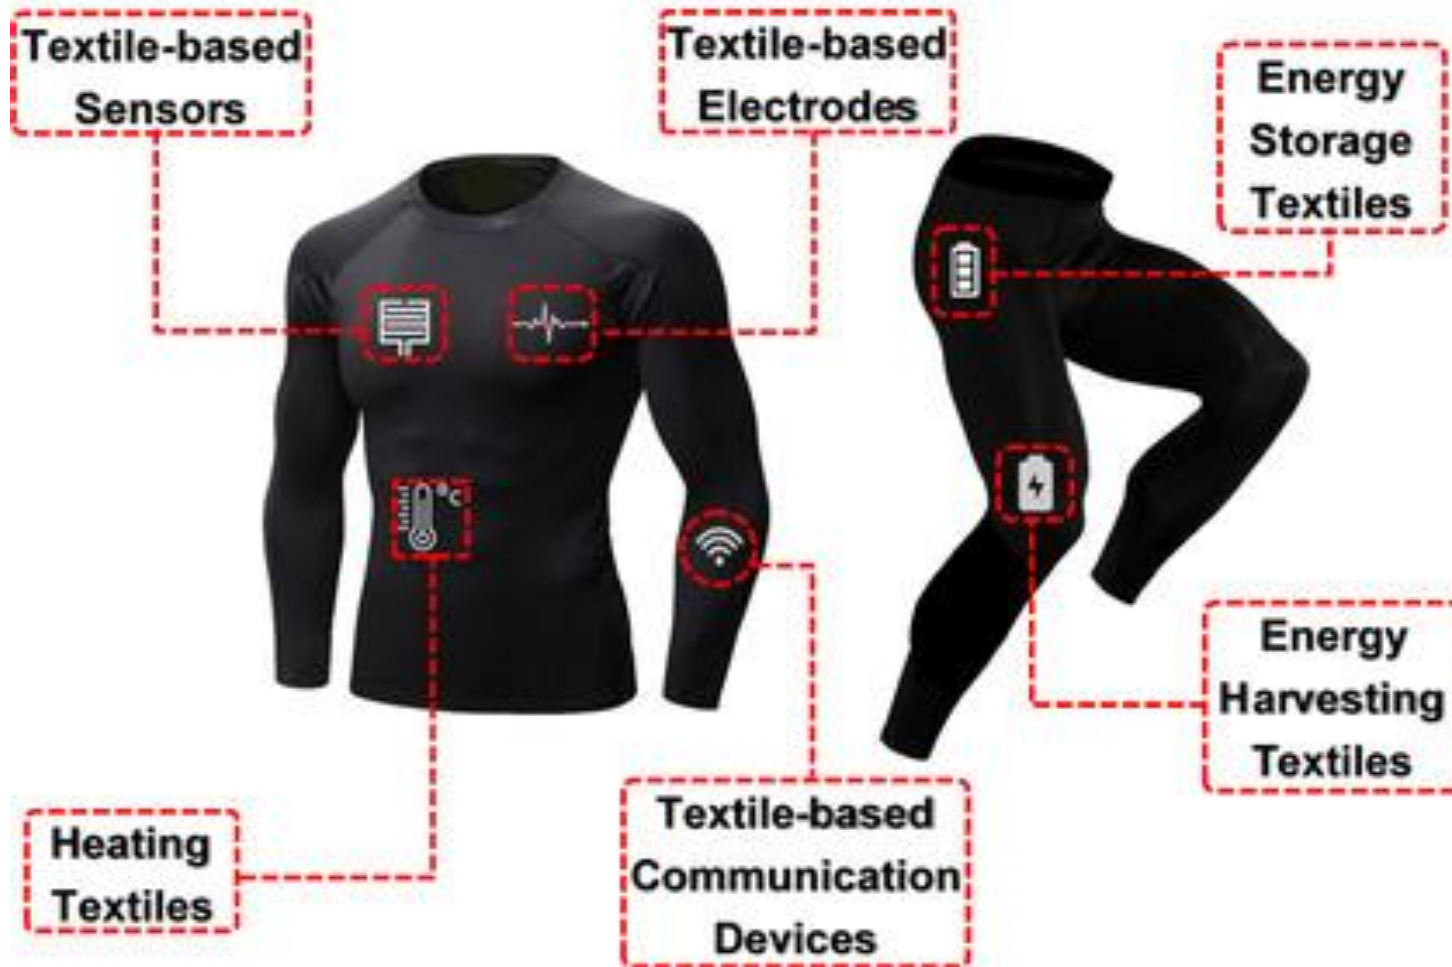 Textile-based
Sensors
Textile-based
Electrodes
Energy
Storage
Textiles
°C
Energy
Harvesting
Textiles
Heating
Textiles
Textile-based
Communication
Devices